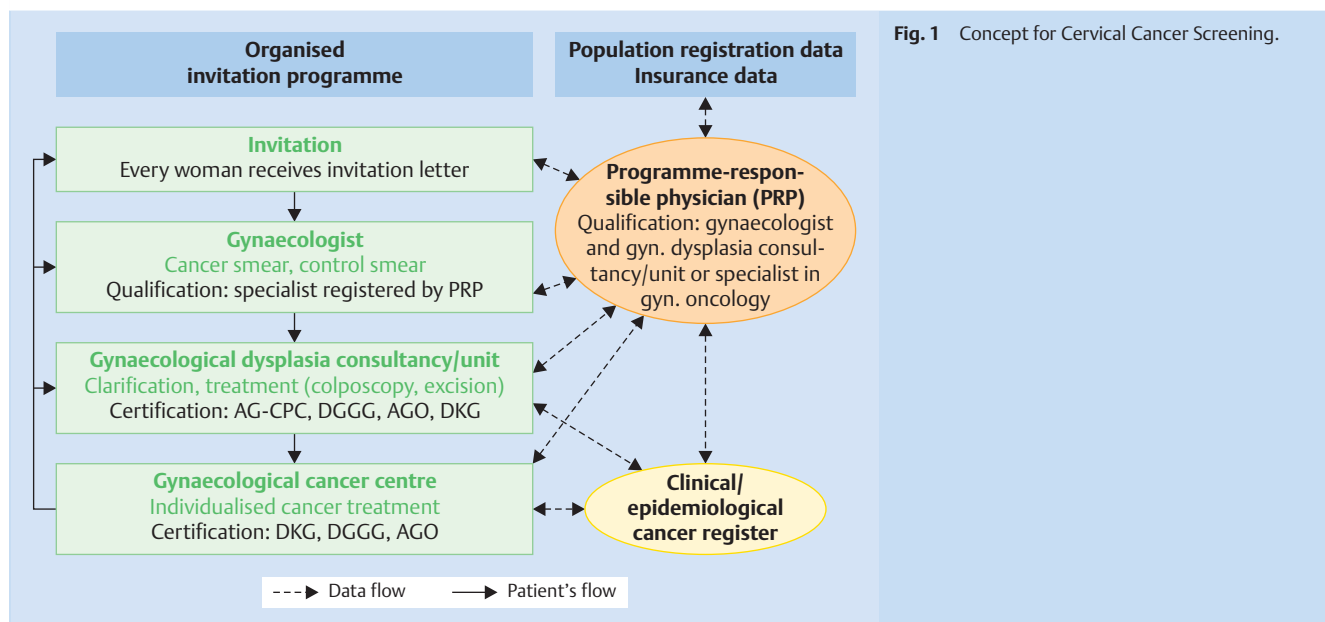 Organised
invitation programme
Population registration data
Insurance data
Fig. 1 Concept for Cervical Cancer Screening.
Invitation
Every woman receives invitation letter
Gynaecologist
Cancer smear, control smear
Qualification: specialist registered by PRP
Gynaecological dysplasia consultancy/unit
Clarification, treatment (colposcopy, excision)
Certification: AG-CPC, DGGG, AGO, DKG
Gynaecological cancer centre
Individualised cancer treatment
Certification: DKG, DGGG, AGO
Programme-respon-
sible physician (PRP)
Qualification: gynaecologist
and gyn. dysplasia consul-
tancy/unit or specialist in
gyn. oncology
Clinical/
epidemiological
cancer register
Data flow
Patient's flow